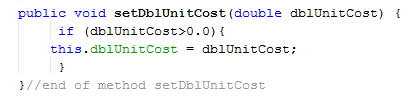 public void setDblUnitCost(double dblUnitCost) {
if (dblUnitCost>0.0){
this.dblUnitCost = dblUnitCost;
}
}//end of method setDblUnitCost